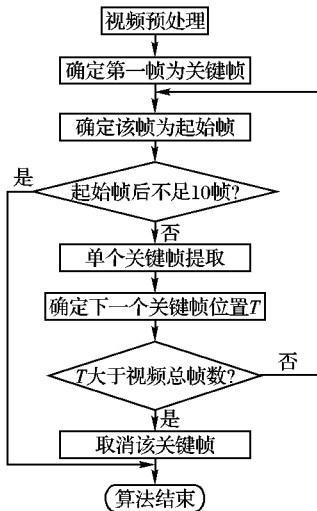 视频预处理
确定第一帧为关键帧
确定该帧为起始帧
是
起始帧后不足10帧?
否
单个关键帧提取
确定下一个关键帧位置T
T大于视频总帧数?
否
是
取消该关键帧
算法结束